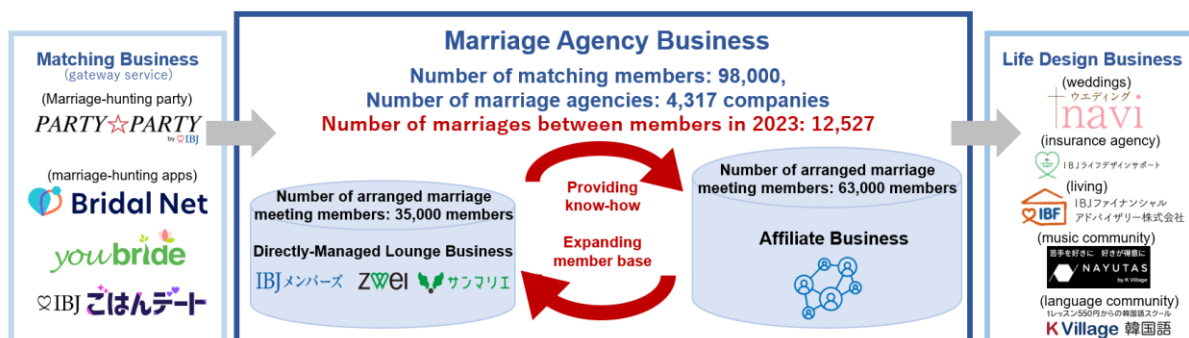 Matching Business
(gateway service)
(Marriage-hunting party)
PARTY☆PARTY
by IBJ
(marriage-hunting apps)
Bridal Net
youbride
IBJ ごはんデート
Marriage Agency Business
Number of matching members: 98,000,
Number of marriage agencies: 4,317 companies
Number of marriages between members in 2023: 12,527
Number of arranged marriage
meeting members: 35,000 members
Directly-Managed Lounge Business
IBJメンバーズ ZWEI サンマリエ
Providing
know-how
Expanding
member base
Number of arranged marriage
meeting members: 63,000 members
Affiliate Business
Life Design Business
(weddings)
ウエディング
navi
(insurance agency)
IBJライフデザインサポート
(living)
IBF
IBJファイナンシャル
アドバイザリー株式会社
(music community)
苦手を好きに 好きが得意に
NAYUTAS
by K Village
(language community)
1レッスン550円からの韓国語スクール
K Village 韓国語